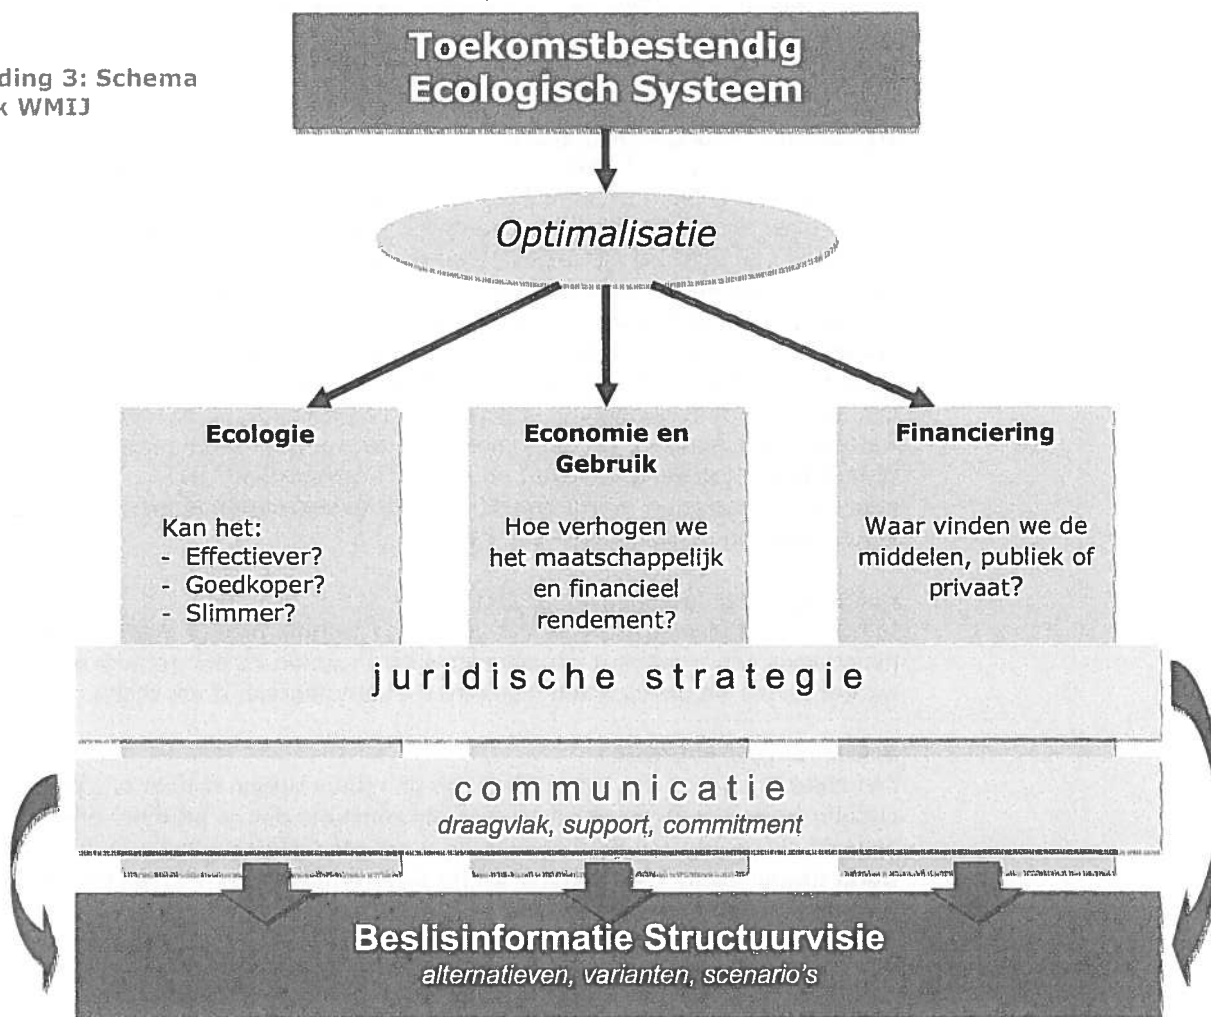 Toekomstbestendig
Ecologisch Systeem
ding 3: Schema
k WMIJ
Optimalisatie
Ecologie
Kan het:
- Effectiever?
- Goedkoper?
- Slimmer?
Economie en
Gebruik
Hoe verhogen we
het maatschappelijk
en financieel
rendement?
Financiering
Waar vinden we de
middelen, publiek of
privaat?
juridische strategie
communicatie
draagvlak, support, commitment
Beslisinformatie Structuurvisie
alternatieven, varianten, scenario's